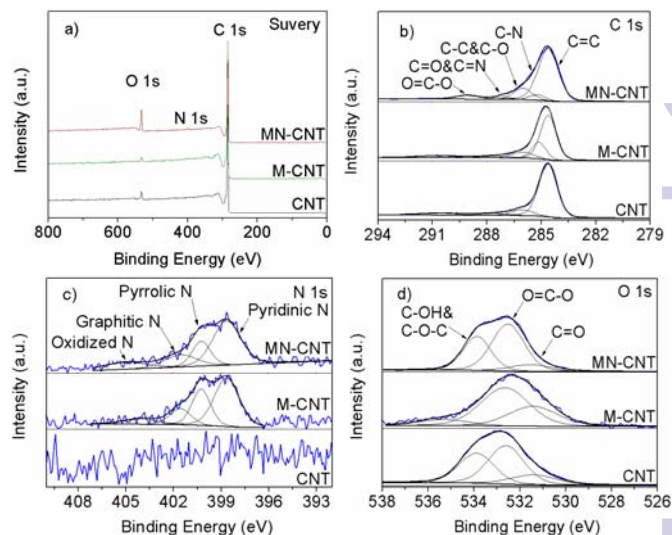 a)
Suvery
C 1s
O 1s
N 1s
MN-CNT
M-CNT
CNT
Intensity (a.u.)
800 600 400 200 0
Binding Energy (eV)
b)
C 1s
C-N
C-C&C-O
C=O&C=N
O=C-O
C=C
MN-CNT
M-CNT
CNT
Intensity (a.u.)
294 291 288 285 282 279
Binding Energy (eV)
c)
N 1s
Pyrrolic N
Graphitic N
Oxidized N
Pyridinic N
MN-CNT
M-CNT
CNT
Intensity (a.u.)
408 405 402 399 396 393
Binding Energy (eV)
d)
O 1s
O=C-O
C-OH&
C-O-C
C=O
MN-CNT
M-CNT
CNT
Intensity (a.u.)
538 536 534 532 530 528 526
Binding Energy (eV)